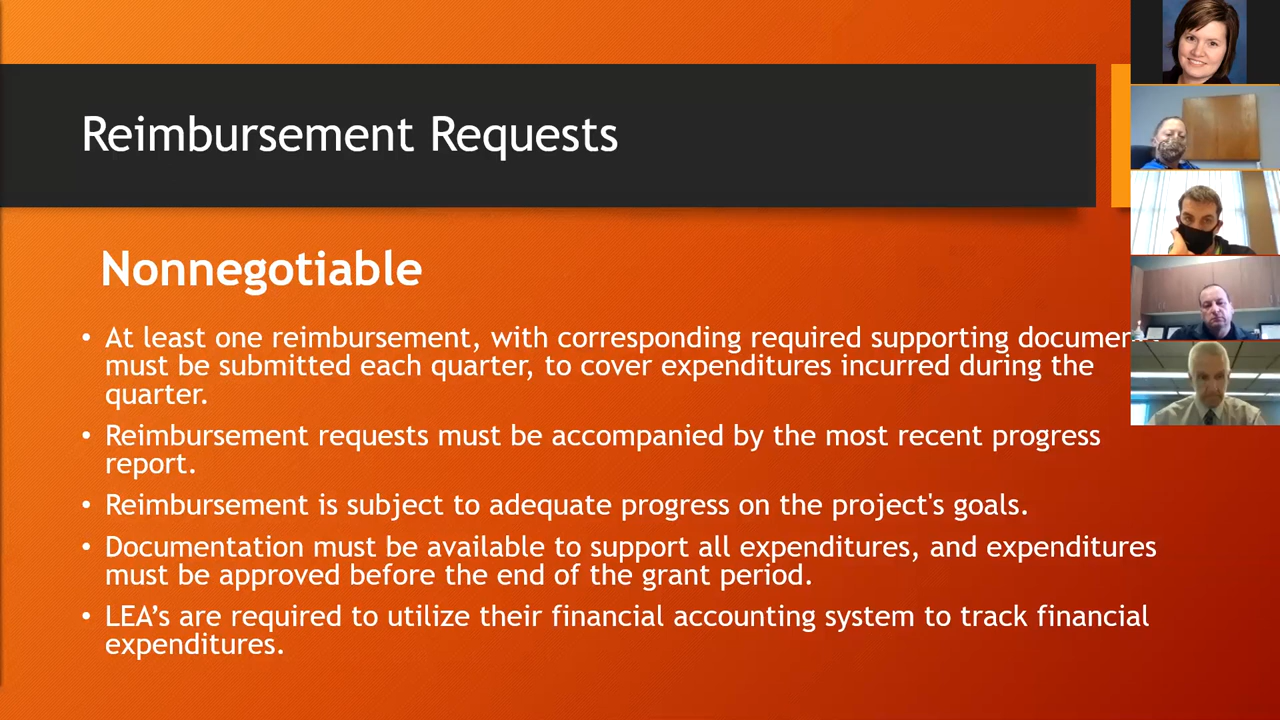 Reimbursement Requests
Nonnegotiable
• At least one reimbursement, with corresponding required supporting
must be submitted each quarter, to cover expenditures incurred during the
quarter.
• Reimbursement requests must be accompanied by the most recent progress
report.
• Reimbursement is subject to adequate progress on the project's goals.
• Documentation must be available to support all expenditures, and expenditures
must be approved before the end of the grant period.
• LEA’s are required to utilize their financial accounting system to track financial
expenditures.